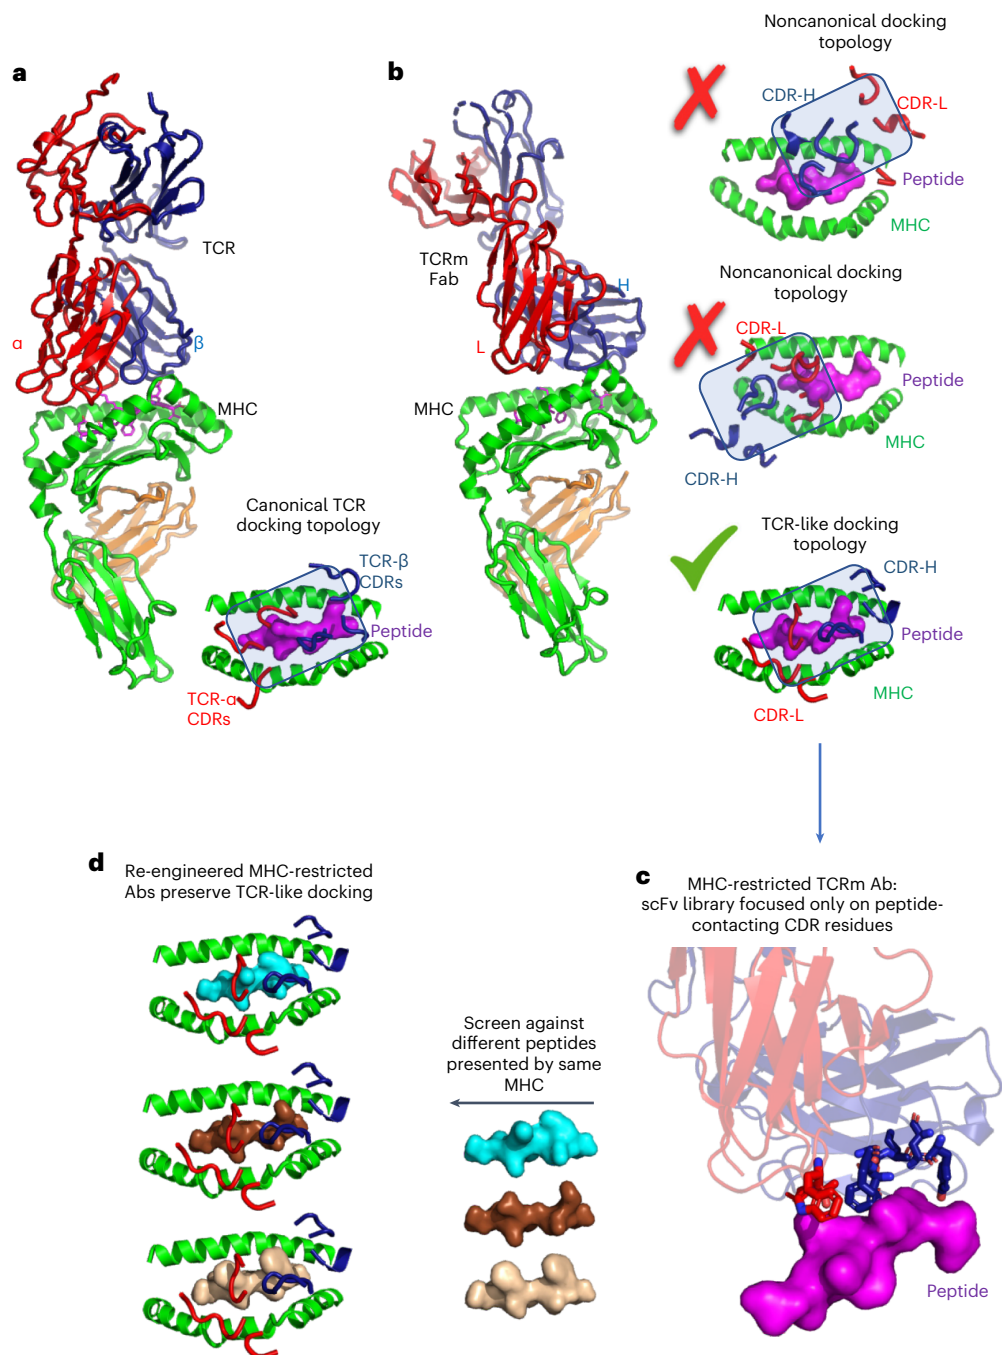 a
TCR
α
β
MHC
Canonical TCR
docking topology
TCR-β
CDRs
Peptide
TCR-α
CDRs
b
TCRm
Fab
H
L
MHC
Noncanonical docking
topology
CDR-H
CDR-L
Peptide
MHC
Noncanonical docking
topology
CDR-L
Peptide
MHC
CDR-H
TCR-like docking
topology
CDR-H
Peptide
MHC
CDR-L
c
MHC-restricted TCRm Ab:
scFv library focused only on peptide-
contacting CDR residues
Peptide
Screen against
different peptides
presented by same
MHC
d
Re-engineered MHC-restricted
Abs preserve TCR-like docking